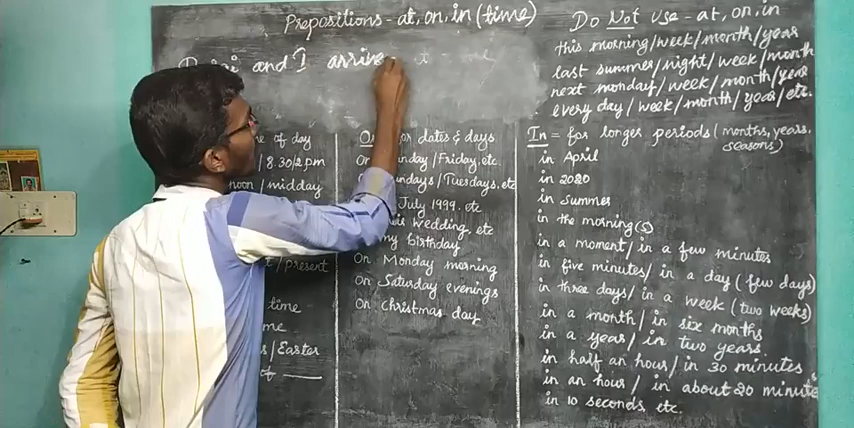 Prepositions - at, on, in (time)
and I arrive
e of day
/ 8.30/2 pm
noon / midday
t / present
time
me
s / Easter
of ___
for dates & days
On nday / Friday, etc.
ndays / Tuesdays, etc
July 1999. etc
wedding, etc
my birthday
On Monday morning
On Saturday evenings
On Christmas day
Do Not use - at, on, in
this morning/week/month/year
last summer/night/week/month
next monday/week/month/year
every day/week/month/year/etc.
In = for longer periods (months, years, seasons)
in April
in 2020
in summer
in the morning(s)
in a moment/ in a few minutes
in five minutes/ in a day (few days)
in three days/ in a week (two weeks)
in a month/ in six months
in a year/ in two years.
in half an hour/ in 30 minutes
in an hour / in about 20 minutes
in 10 seconds, etc.